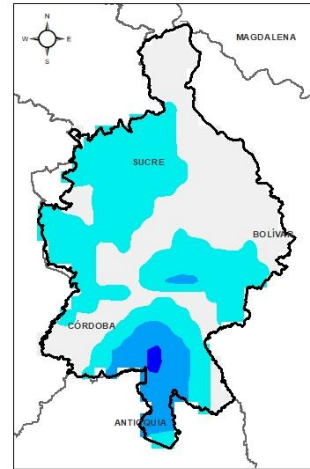 N
W E
S
MAGDALENA
SUCRE
BOLÍVAR
CÓRDOBA
ANTIOQUIA